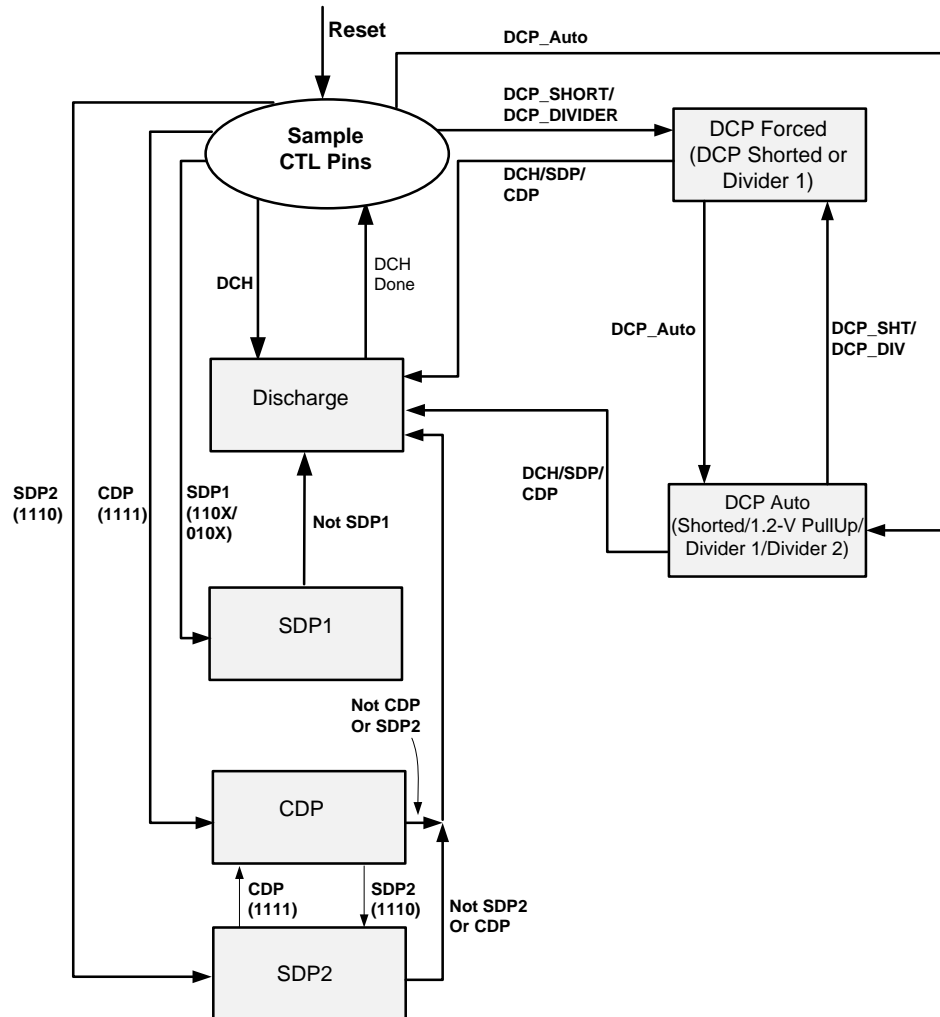 Reset
DCP_Auto
DCP_SHORT/
DCP_DIVIDER
Sample
CTL Pins
DCP Forced
(DCP Shorted or
Divider 1)
DCH/SDP/
CDP
DCH
DCH
Done
DCP_Auto
DCP_SHT/
DCP_DIV
Discharge
SDP2
(1110)
CDP
(1111)
SDP1
(110X/
010X)
Not SDP1
DCH/SDP/
CDP
DCP Auto
(Shorted/1.2-V PullUp/
Divider 1/Divider 2)
SDP1
Not CDP
Or SDP2
CDP
CDP
(1111)
SDP2
(1110)
Not SDP2
Or CDP
SDP2